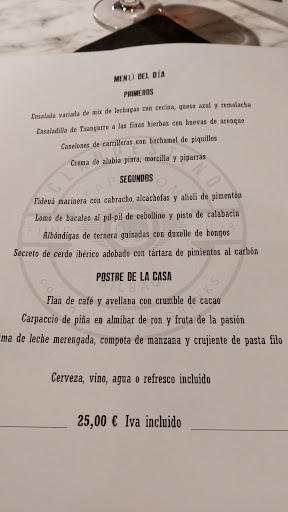 MENÚ DEL DÍA
PRIMEROS
Ensalada variada de mix de lechugas con cecina, queso azul y remolacha
Ensaladilla de Txangurro a las finas hierbas con huevas de arenque
Canelones de carrilleras con bechamel de piquillos
Crema de alubia pinta, morcilla y piparras
SEGUNDOS
Fideuá marinera con cabracho, alcachofas y alioli de pimentón
Lomo de bacalao al pil-pil de cebollino y pisto de calabacín
Albóndigas de ternera guisadas con duxelle de hongos
Secreto de cerdo ibérico adobado con tártara de pimientos al carbón
POSTRE DE LA CASA
Flan de café y avellana con crumble de cacao
Carpaccio de piña en almíbar de ron y fruta de la pasión
ma de leche merengada, compota de manzana y crujiente de pasta filo
Cerveza, vino, agua o refresco incluido
25,00 € Iva incluido